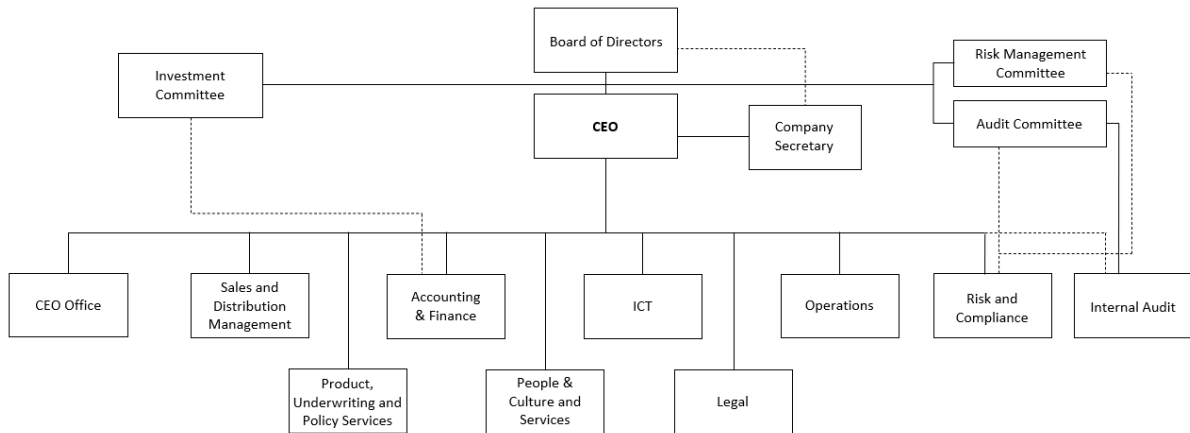 Board of Directors
Investment
Committee
Risk Management
Committee
CEO
Company
Secretary
Audit Committee
CEO Office
Sales and
Distribution
Management
Accounting
& Finance
ICT
Operations
Risk and
Compliance
Internal Audit
Product,
Underwriting and
Policy Services
People &
Culture and
Services
Legal